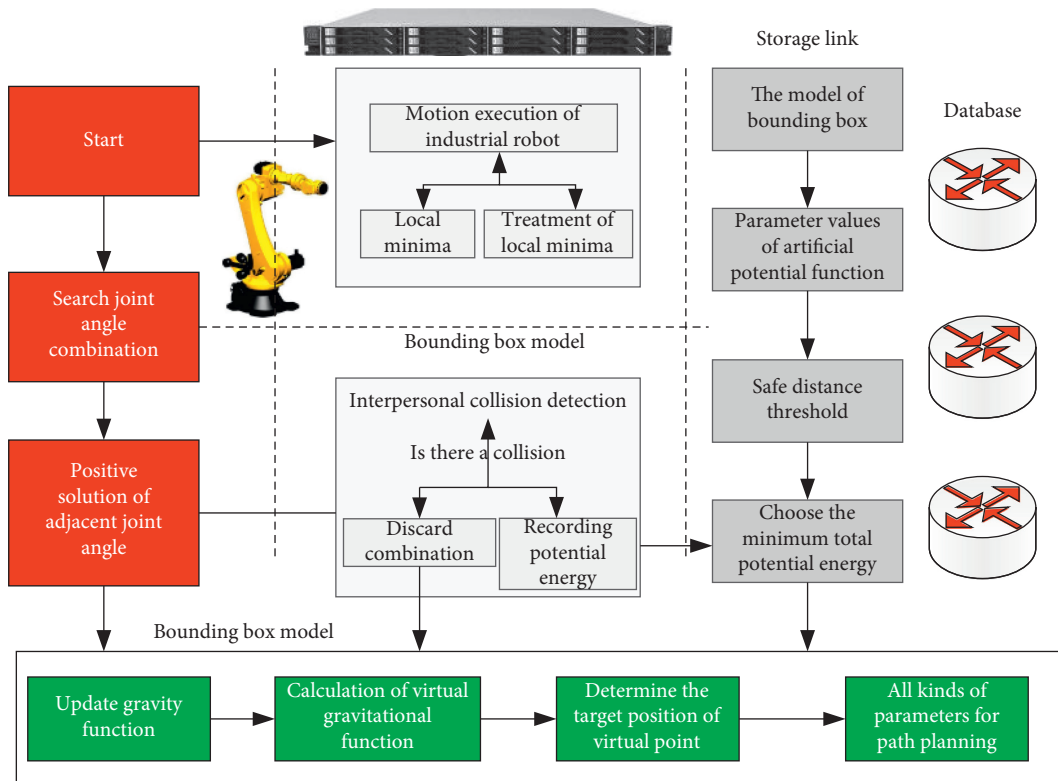 Storage link
Start
Motion execution of
industrial robot
Local
minima
Treatment of
local minima
The model of
bounding box
Database
Parameter values
of artificial
potential function
Search joint
angle
combination
Bounding box model
Interpersonal collision detection
Is there a collision
Discard
combination
Recording
potential
energy
Safe distance
threshold
Positive
solution of
adjacent joint
angle
Choose the
minimum total
potential energy
Bounding box model
Update gravity
function
Calculation of virtual
gravitational
function
Determine the
target position of
virtual point
All kinds of
parameters for
path planning